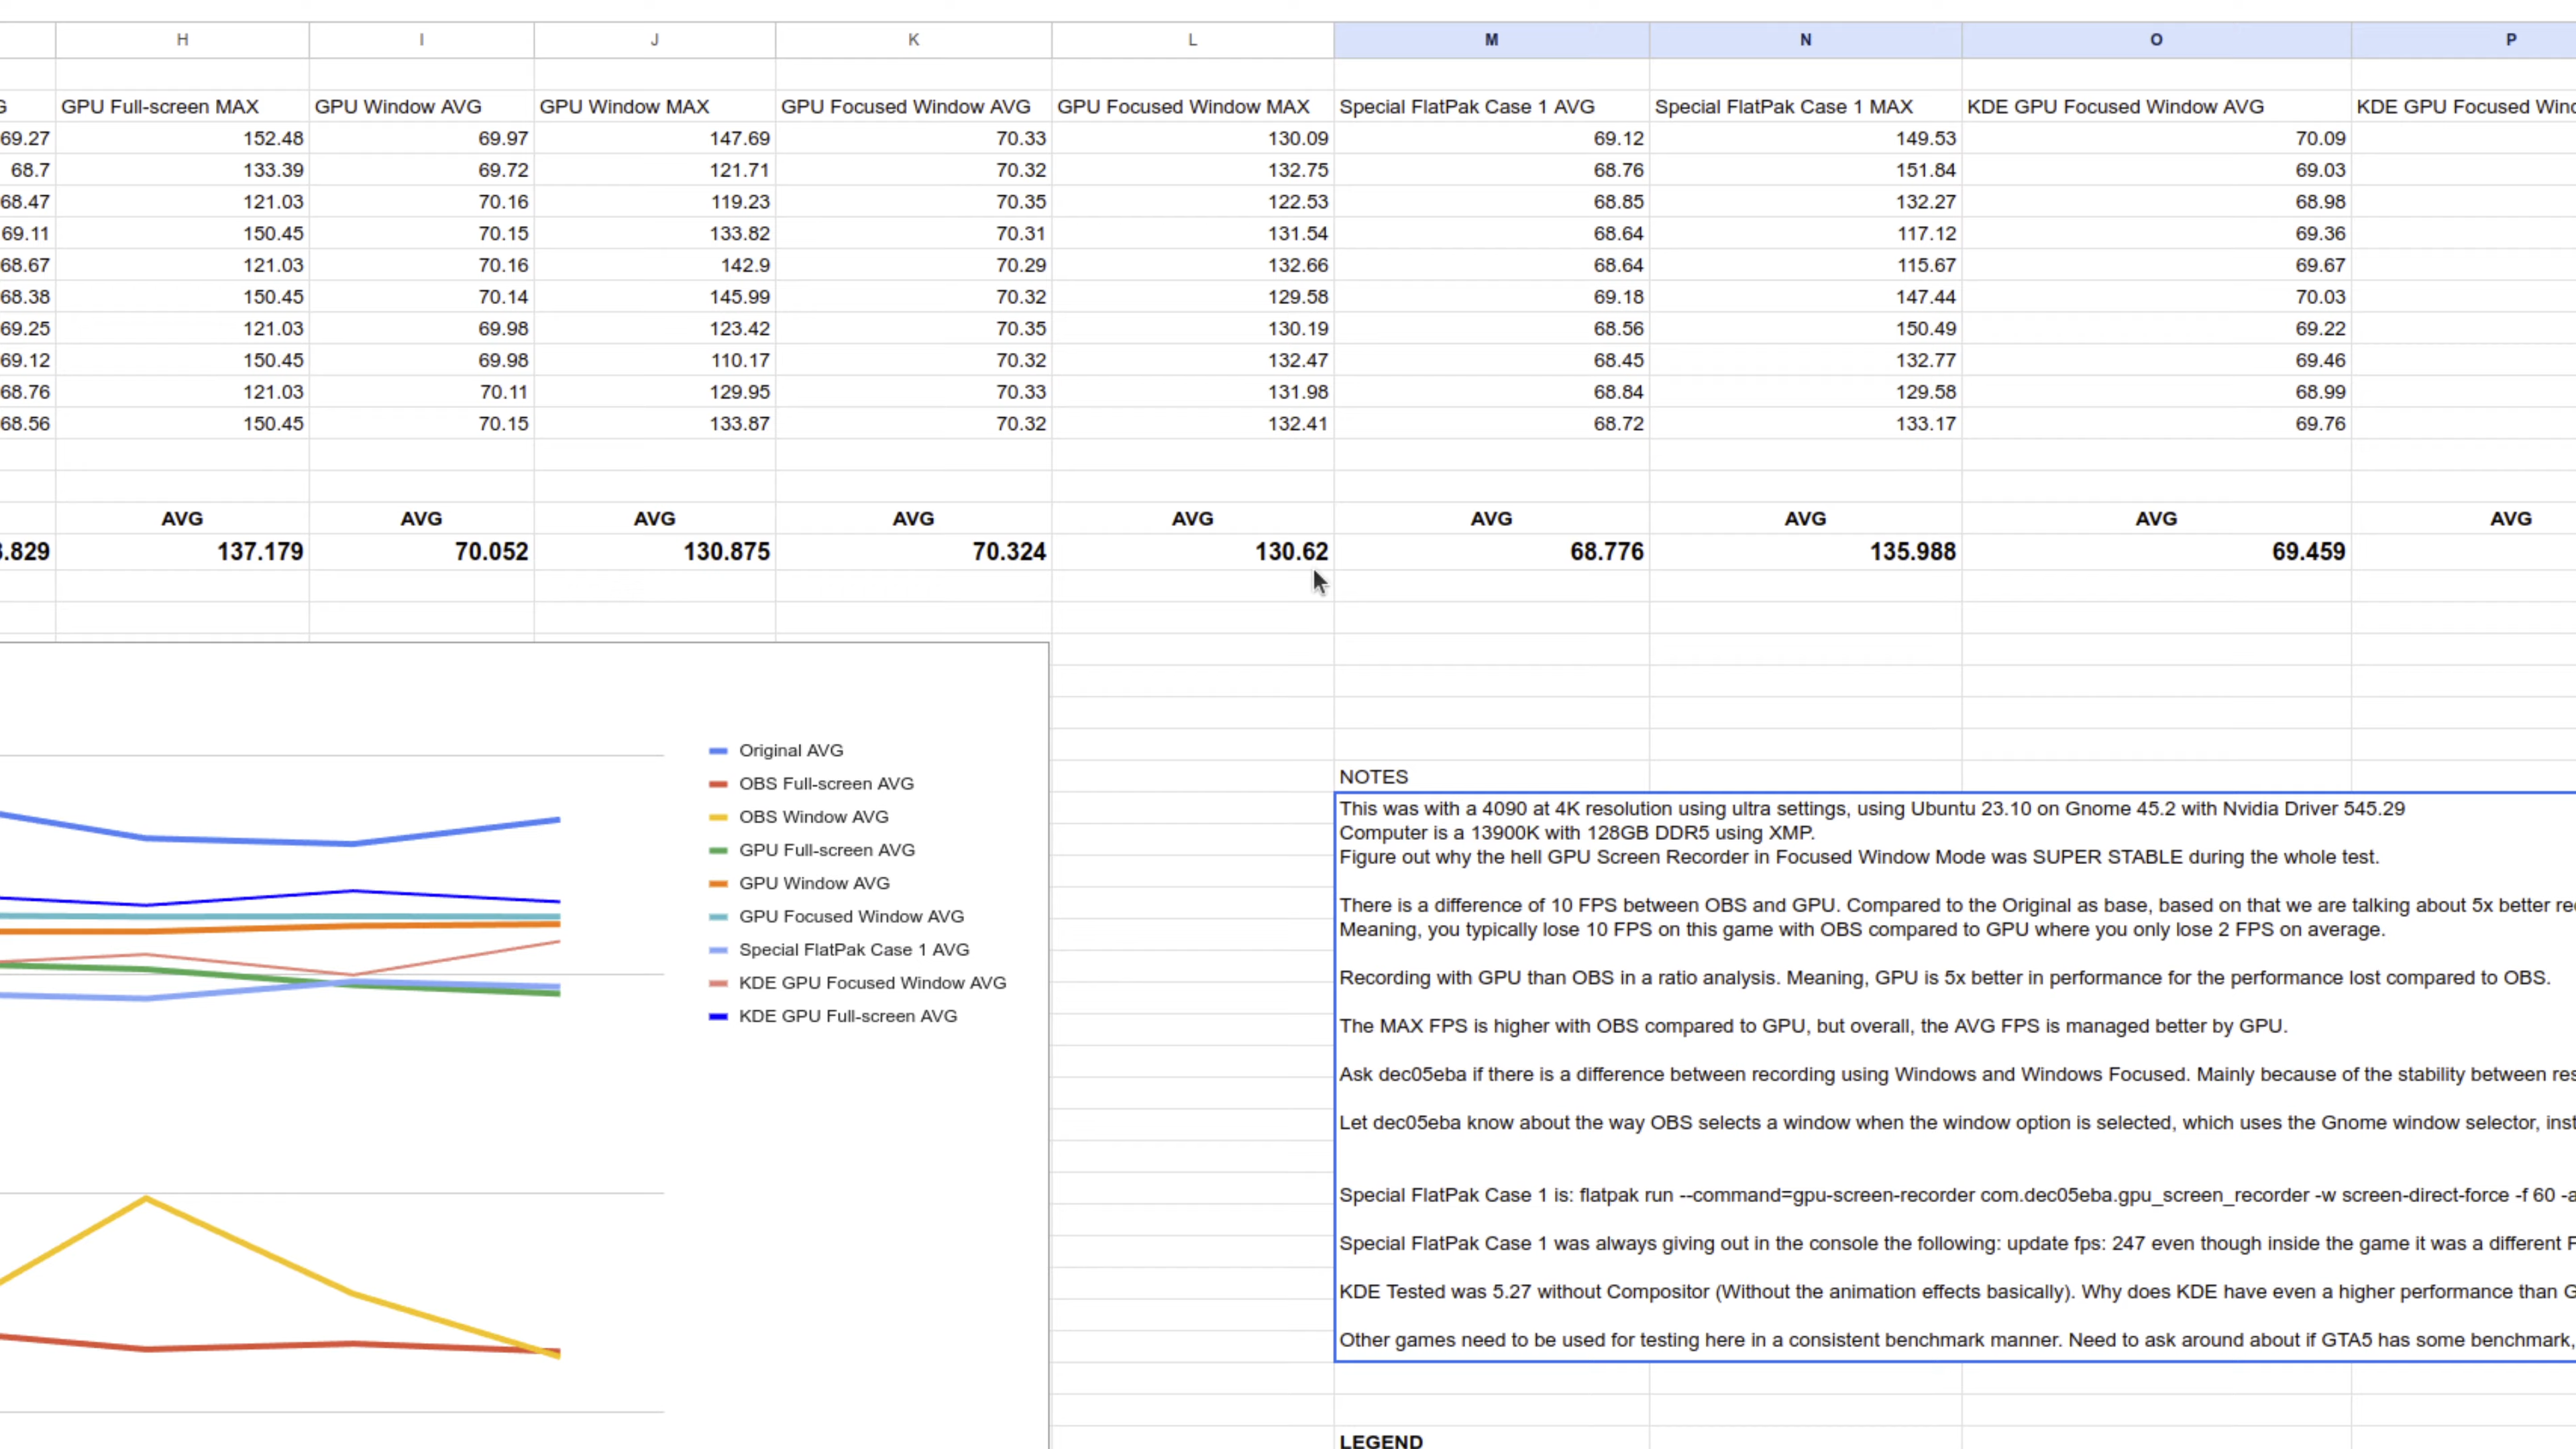 H I J K L M N O P
G GPU Full-screen MAX GPU Window AVG GPU Window MAX GPU Focused Window AVG GPU Focused Window MAX Special FlatPak Case 1 AVG Special FlatPak Case 1 MAX KDE GPU Focused Window AVG KDE GPU Focused Wind
69.27 152.48 69.97 147.69 70.33 130.09 69.12 149.53 70.09
68.7 133.39 69.72 121.71 70.32 132.75 68.76 151.84 69.03
68.47 121.03 70.16 119.23 70.35 122.53 68.85 132.27 68.98
69.11 150.45 70.15 133.82 70.31 131.54 68.64 117.12 69.36
68.67 121.03 70.16 142.9 70.29 132.66 68.64 115.67 69.67
68.38 150.45 70.14 145.99 70.32 129.58 69.18 147.44 70.03
69.25 121.03 69.98 123.42 70.35 130.19 68.56 150.49 69.22
69.12 150.45 69.98 110.17 70.32 132.47 68.45 132.77 69.46
68.76 121.03 70.11 129.95 70.33 131.98 68.84 129.58 68.99
68.56 150.45 70.15 133.87 70.32 132.41 68.72 133.17 69.76
AVG AVG AVG AVG AVG AVG AVG AVG AVG
.829 137.179 70.052 130.875 70.324 130.62 68.776 135.988 69.459
Original AVG
OBS Full-screen AVG
OBS Window AVG
GPU Full-screen AVG
GPU Window AVG
GPU Focused Window AVG
Special FlatPak Case 1 AVG
KDE GPU Focused Window AVG
KDE GPU Full-screen AVG
NOTES
This was with a 4090 at 4K resolution using ultra settings, using Ubuntu 23.10 on Gnome 45.2 with Nvidia Driver 545.29
Computer is a 13900K with 128GB DDR5 using XMP.
Figure out why the hell GPU Screen Recorder in Focused Window Mode was SUPER STABLE during the whole test.
There is a difference of 10 FPS between OBS and GPU. Compared to the Original as base, based on that we are talking about 5x better re
Meaning, you typically lose 10 FPS on this game with OBS compared to GPU where you only lose 2 FPS on average.
Recording with GPU than OBS in a ratio analysis. Meaning, GPU is 5x better in performance for the performance lost compared to OBS.
The MAX FPS is higher with OBS compared to GPU, but overall, the AVG FPS is managed better by GPU.
Ask dec05eba if there is a difference between recording using Windows and Windows Focused. Mainly because of the stability between res
Let dec05eba know about the way OBS selects a window when the window option is selected, which uses the Gnome window selector, inst
Special FlatPak Case 1 is: flatpak run --command=gpu-screen-recorder com.dec05eba.gpu_screen_recorder -w screen-direct-force -f 60 -a
Special FlatPak Case 1 was always giving out in the console the following: update fps: 247 even though inside the game it was a different F
KDE Tested was 5.27 without Compositor (Without the animation effects basically). Why does KDE have even a higher performance than G
Other games need to be used for testing here in a consistent benchmark manner. Need to ask around about if GTA5 has some benchmark,
LEGEND